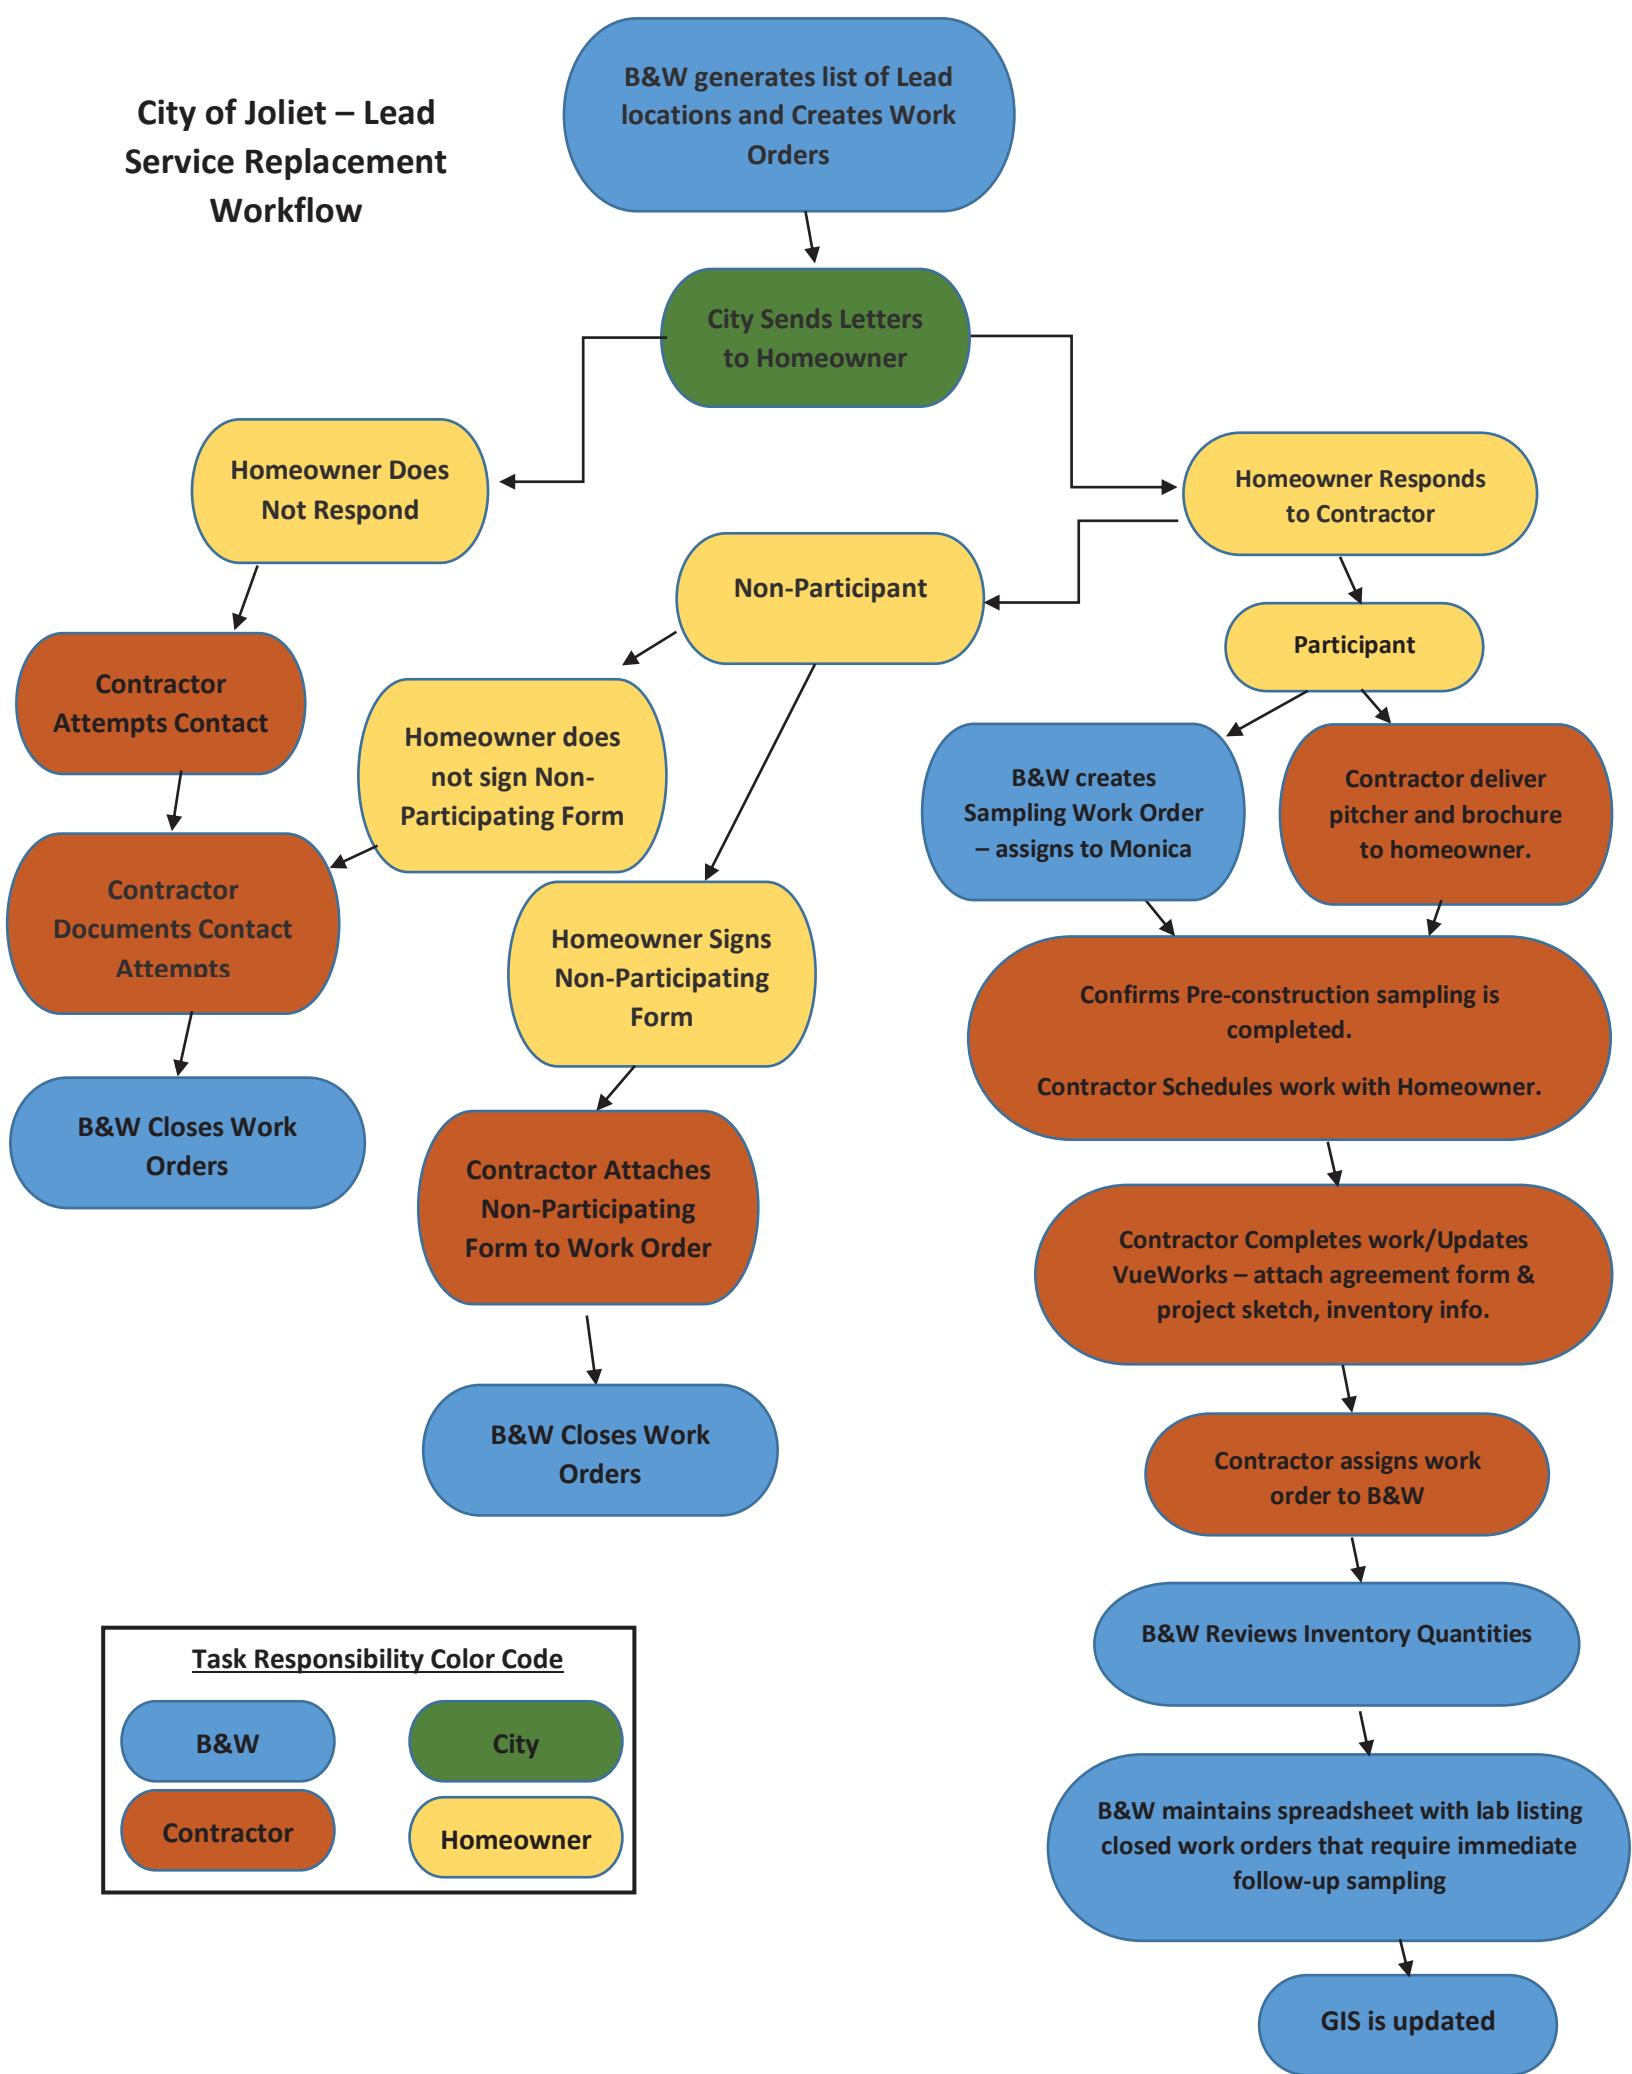 City of Joliet – Lead
Service Replacement
Workflow
B&W generates list of Lead
locations and Creates Work
Orders
City Sends Letters
to Homeowner
Homeowner Does
Not Respond
Homeowner Responds
to Contractor
Non-Participant
Participant
Contractor
Attempts Contact
Homeowner does
not sign Non-
Participating Form
B&W creates
Sampling Work Order
– assigns to Monica
Contractor deliver
pitcher and brochure
to homeowner.
Contractor
Documents Contact
Attempts
Homeowner Signs
Non-Participating
Form
Confirms Pre-construction sampling is
completed.
Contractor Schedules work with Homeowner.
B&W Closes Work
Orders
Contractor Attaches
Non-Participating
Form to Work Order
Contractor Completes work/Updates
VueWorks – attach agreement form &
project sketch, inventory info.
B&W Closes Work
Orders
Contractor assigns work
order to B&W
B&W Reviews Inventory Quantities
B&W maintains spreadsheet with lab listing
closed work orders that require immediate
follow-up sampling
GIS is updated
Task Responsibility Color Code
B&W
City
Contractor
Homeowner